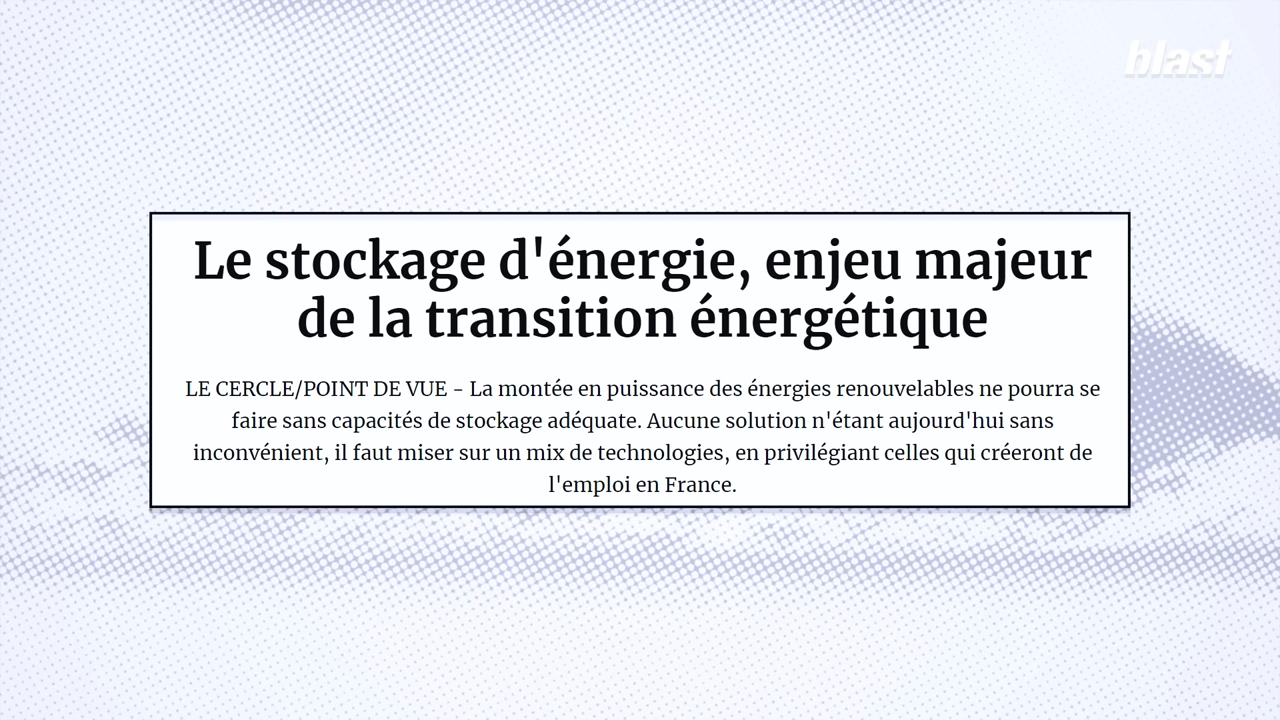 blast
Le stockage d'énergie, enjeu majeur
de la transition énergétique
LE CERCLE/POINT DE VUE - La montée en puissance des énergies renouvelables ne pourra se
faire sans capacités de stockage adéquate. Aucune solution n'étant aujourd'hui sans
inconvénient, il faut miser sur un mix de technologies, en privilégiant celles qui créeront de
l'emploi en France.